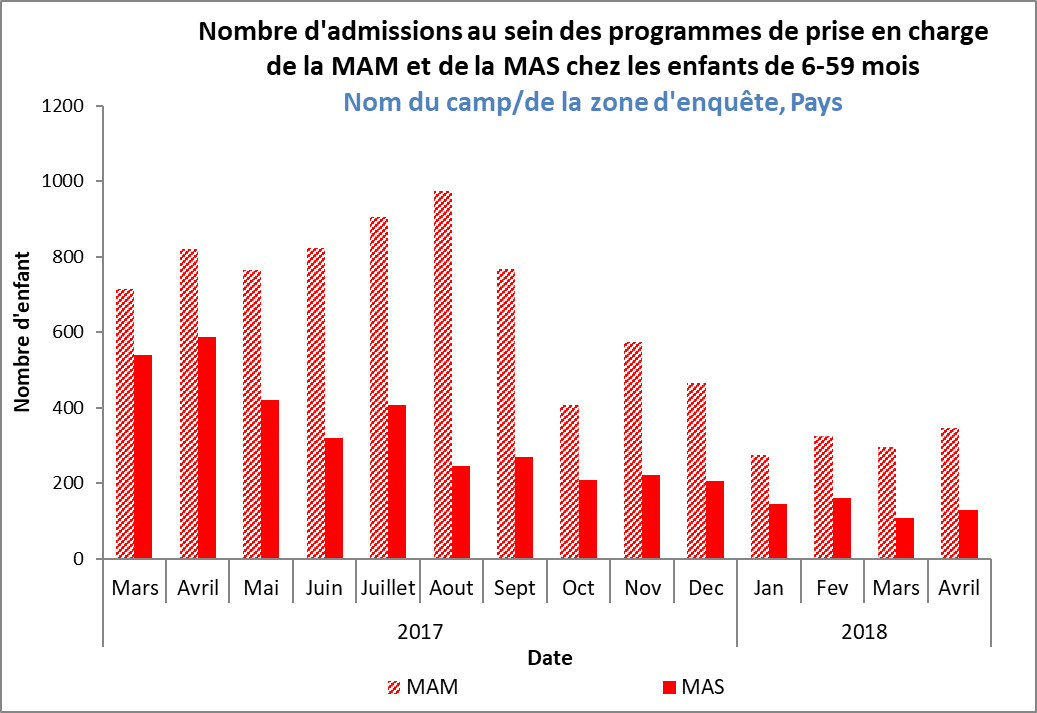 Nombre d'admissions au sein des programmes de prise en charge
de la MAM et de la MAS chez les enfants de 6-59 mois
Nom du camp/de la zone d'enquête, Pays
1200
1000
800
600
400
200
0
Nombre d'enfant
Mars Avril Mai Juin Juillet Aout Sept Oct Nov Dec Jan Fev Mars Avril
2017 2018
Date
MAM MAS